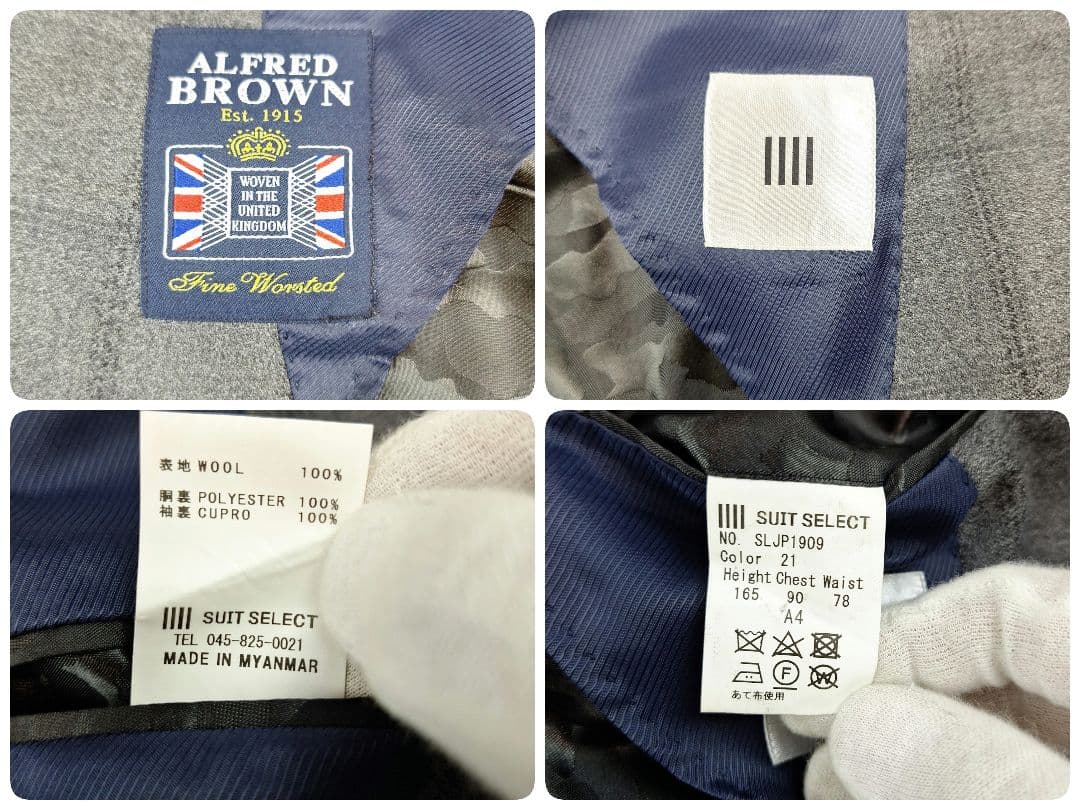 ALFRED
BROWN
Est. 1915
WOVEN
IN THE
UNITED
KINGDOM
Fine Worsted
表地 WOOL 100%
胴裏 POLYESTER 100%
袖裏 CUPRO 100%
SUIT SELECT
TEL 045-825-0021
MADE IN MYANMAR
SUIT SELECT
NO. SLJP1909
Color 21
Height Chest Waist
165 90 78
A4
F
W
あて布使用